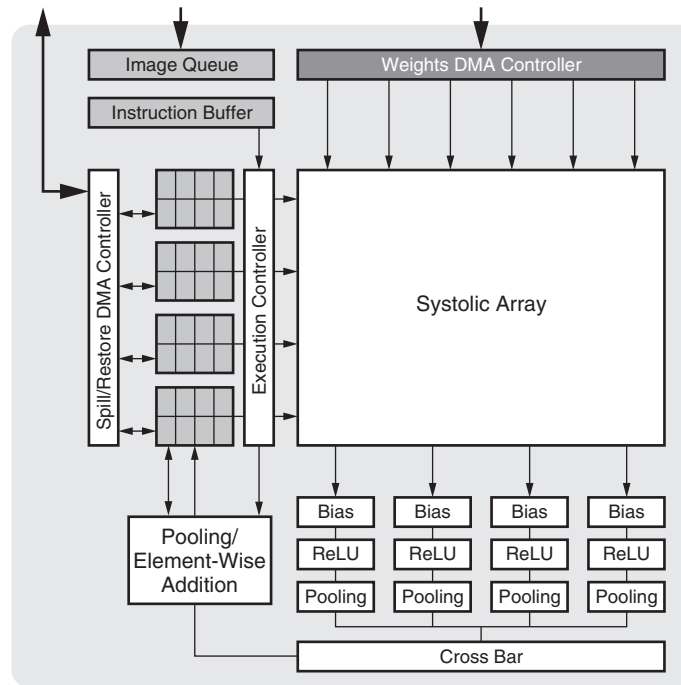 Image Queue
Weights DMA Controller
Instruction Buffer
Spill/Restore DMA Controller
Execution Controller
Systolic Array
Pooling/
Element-Wise
Addition
Bias
Bias
Bias
Bias
ReLU
ReLU
ReLU
ReLU
Pooling
Pooling
Pooling
Pooling
Cross Bar